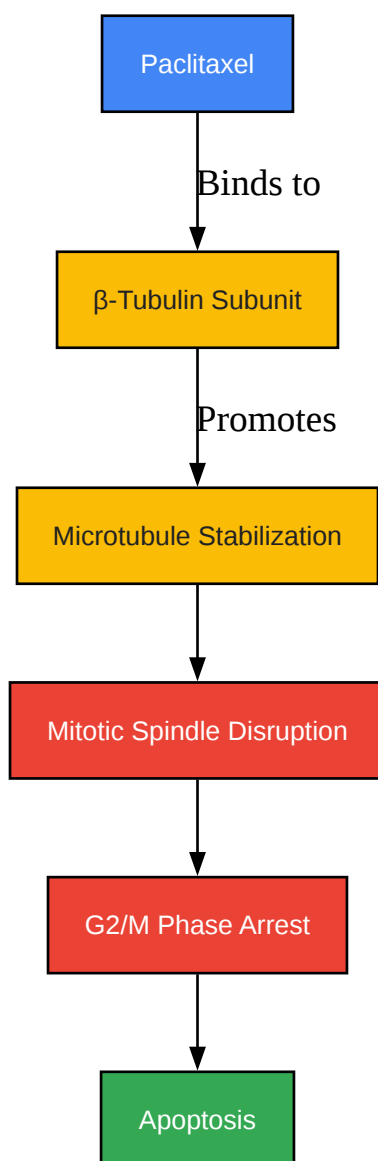 Paclitaxel
Binds to
β-Tubulin Subunit
Promotes
Microtubule Stabilization
Mitotic Spindle Disruption
G2/M Phase Arrest
Apoptosis